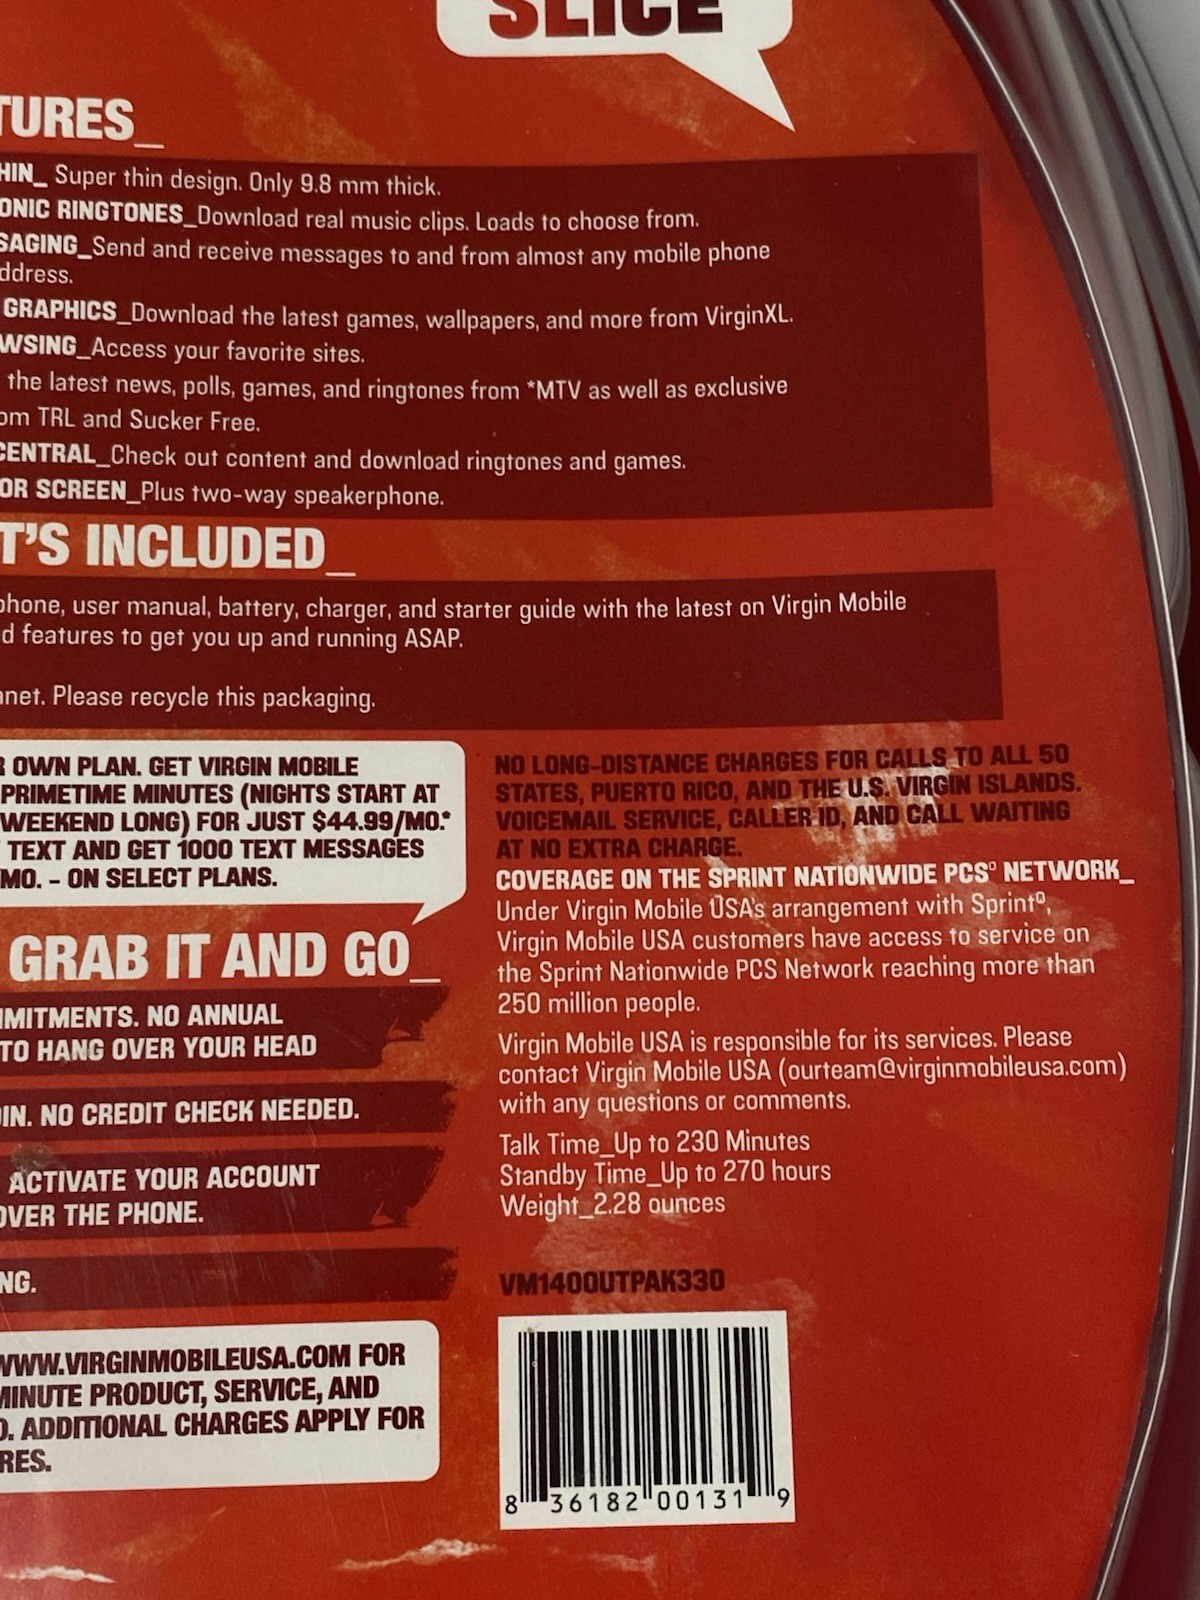 SLICE
TURES_
HIN_ Super thin design. Only 9.8 mm thick.
ONIC RINGTONES_Download real music clips. Loads to choose from.
SAGING_Send and receive messages to and from almost any mobile phone
ddress.
GRAPHICS_Download the latest games, wallpapers, and more from VirginXL.
WSING_Access your favorite sites.
the latest news, polls, games, and ringtones from *MTV as well as exclusive
om TRL and Sucker Free.
CENTRAL_Check out content and download ringtones and games.
OR SCREEN_Plus two-way speakerphone.
T'S INCLUDED_
phone, user manual, battery, charger, and starter guide with the latest on Virgin Mobile
d features to get you up and running ASAP.
anet. Please recycle this packaging.
R OWN PLAN. GET VIRGIN MOBILE
PRIMETIME MINUTES (NIGHTS START AT
WEEKEND LONG) FOR JUST $44.99/MO.*
TEXT AND GET 1000 TEXT MESSAGES
MO. - ON SELECT PLANS.
GRAB IT AND GO_
MMITMENTS. NO ANNUAL
TO HANG OVER YOUR HEAD
OIN. NO CREDIT CHECK NEEDED.
ACTIVATE YOUR ACCOUNT
OVER THE PHONE.
NG.
WWW.VIRGINMOBILEUSA.COM FOR
MINUTE PRODUCT, SERVICE, AND
O. ADDITIONAL CHARGES APPLY FOR
RES.
NO LONG-DISTANCE CHARGES FOR CALLS TO ALL 50
STATES, PUERTO RICO, AND THE U.S. VIRGIN ISLANDS.
VOICEMAIL SERVICE, CALLER ID, AND CALL WAITING
AT NO EXTRA CHARGE.
COVERAGE ON THE SPRINT NATIONWIDE PCS® NETWORK_
Under Virgin Mobile USA's arrangement with Sprint®,
Virgin Mobile USA customers have access to service on
the Sprint Nationwide PCS Network reaching more than
250 million people.
Virgin Mobile USA is responsible for its services. Please
contact Virgin Mobile USA (ourteam@virginmobileusa.com)
with any questions or comments.
Talk Time_Up to 230 Minutes
Standby Time_Up to 270 hours
Weight_2.28 ounces
VM1400UTPAK330
8 36182 00131 9